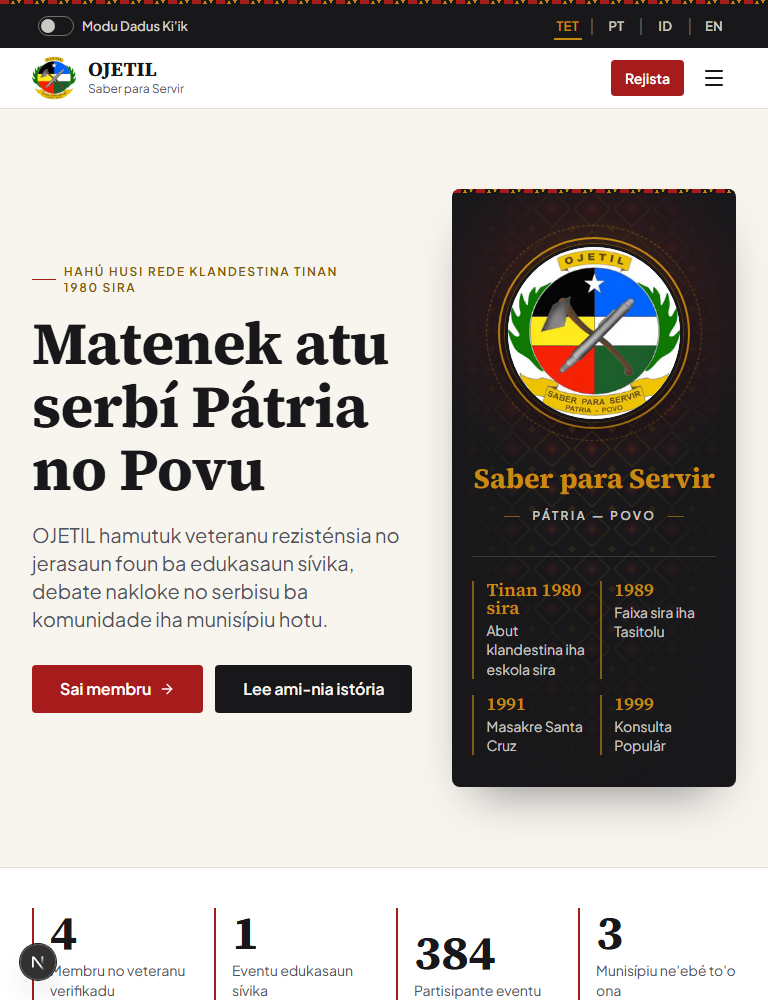 Modu Dadus Ki'ik
TET
PT
ID
EN
OJETIL
Saber para Servir
Rejista
HAHÚ HUSI REDE KLANDESTINA TINAN
1980 SIRA
Matenek atu
serbí Pátria
no Povu
OJETIL hamutuk veteranu rezisténsia no
jerasaun foun ba edukasaun sívika,
debate nakloke no serbisu ba
komunidade iha munisípiu hotu.
Sai membru →
Lee ami-nia istória
OJETIL
SABER PARA SERVIR
PATRIA - POVO
Saber para Servir
PÁTRIA — POVO
Tinan 1980
sira
Abut
klandestina iha
eskola sira
1989
Faixa sira iha
Tasitolu
1991
Masakre Santa
Cruz
1999
Konsulta
Populár
4
Membru no veteranu
verifikadu
1
Eventu edukasaun
sívika
384
Partisipante eventu
3
Munisípiu ne'ebé to'o
ona
N